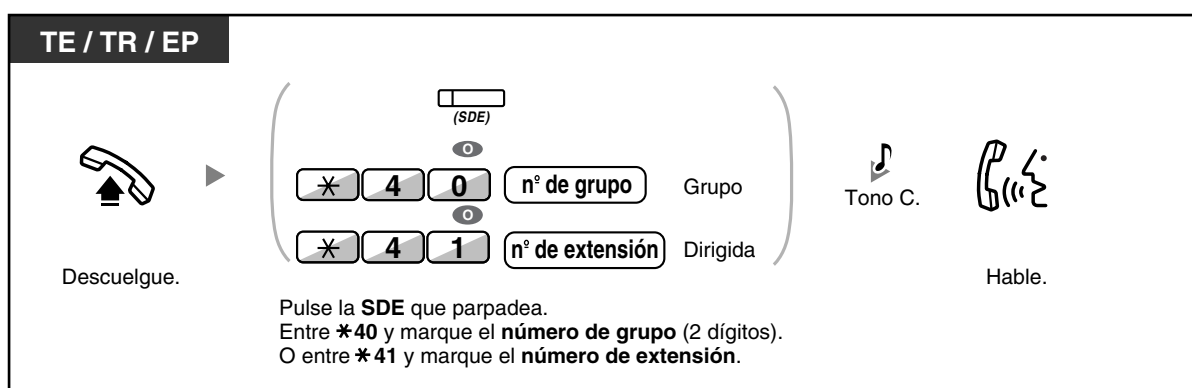 TE / TR / EP
(SDE)
O
* 4 0 nº de grupo Grupo
O
* 4 1 nº de extensión Dirigida
Descuelgue.
Tono C.
Hable.
Pulse la SDE que parpadea.
Entre *40 y marque el número de grupo (2 dígitos).
O entre *41 y marque el número de extensión.